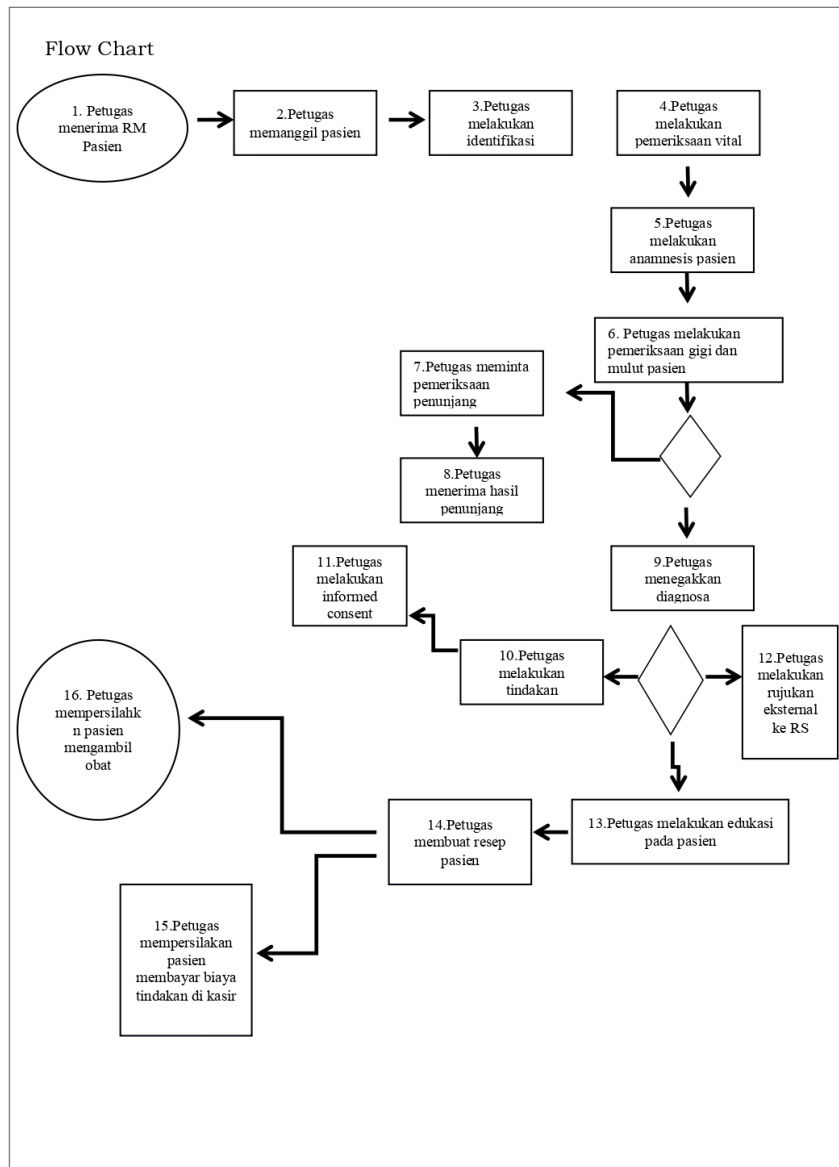 Flow Chart
1. Petugas
menerima RM
Pasien
2.Petugas
memanggil pasien
3.Petugas
melakukan
identifikasi
4.Petugas
melakukan
pemeriksaan vital
5.Petugas
melakukan
anamnesis pasien
6. Petugas melakukan
pemeriksaan gigi dan
mulut pasien
7.Petugas meminta
pemeriksaan
penunjang
8.Petugas
menerima hasil
penunjang
9.Petugas
menegakkan
diagnosa
11.Petugas
melakukan
informed
consent
10.Petugas
melakukan
tindakan
12.Petugas
melakukan
rujukan
eksternal
ke RS
16. Petugas
mempersilahk
n pasien
mengambil
obat
13.Petugas melakukan edukasi
pada pasien
14.Petugas
membuat resep
pasien
15.Petugas
mempersilakan
pasien
membayar biaya
tindakan di kasir